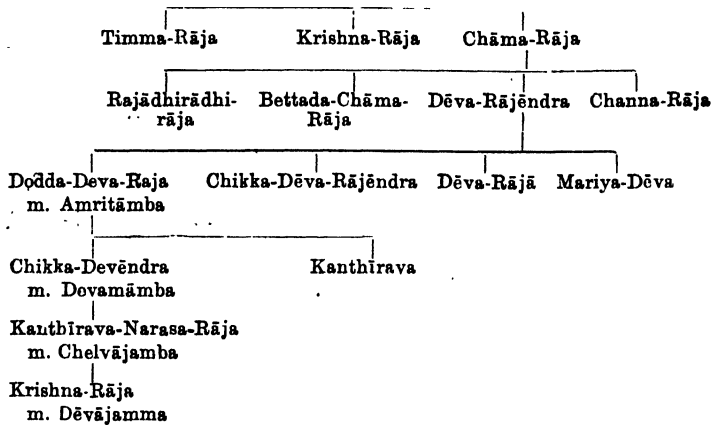 Timma-Rāja Krishna-Rāja Chāma-Rāja
Rajādhirādhi- Bettada-Chāma- Dēva-Rājēndra Channa-Rāja
rāja Rāja
Dodda-Deva-Raja Chikka-Dēva-Rājēndra Dēva-Rājā Mariya-Dēva
m. Amritāmba
Chikka-Devēndra Kanthīrava
m. Dovamāmba
Kanthīrava-Narasa-Rāja
m. Chelvājamba
Krishna-Rāja
m. Dēvājamma